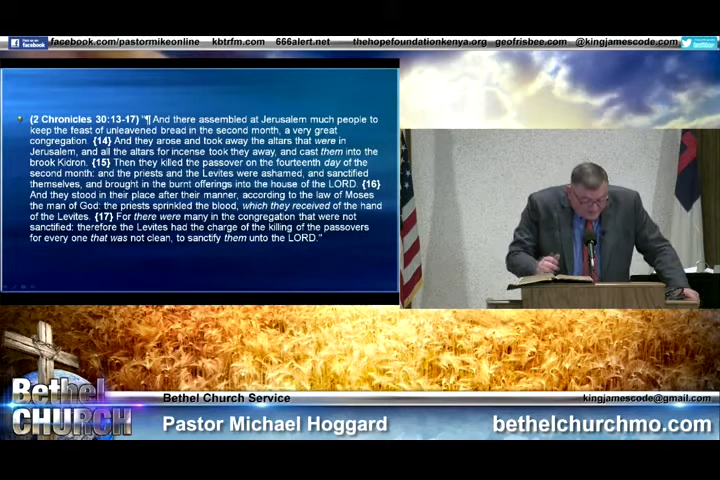 Find us on facebook facebook.com/pastormikeonline kbtrfm.com 666alert.net thehopefoundationkenya.org geofrisbee.com @kingjamescode.com twitter
(2 Chronicles 30:13-17) "¶ And there assembled at Jerusalem much people to
keep the feast of unleavened bread in the second month, a very great
congregation. {14} And they arose and took away the altars that were in
Jerusalem, and all the altars for incense took they away, and cast them into the
brook Kidron. {15} Then they killed the passover on the fourteenth day of the
second month: and the priests and the Levites were ashamed, and sanctified
themselves, and brought in the burnt offerings into the house of the LORD. {16}
And they stood in their place after their manner, according to the law of Moses
the man of God: the priests sprinkled the blood, which they received of the hand
of the Levites. {17} For there were many in the congregation that were not
sanctified: therefore the Levites had the charge of the killing of the passovers
for every one that was not clean, to sanctify them unto the LORD."
Bethel
CHURCH
Bethel Church Service kingjamescode@gmail.com
Pastor Michael Hoggard bethelchurchmo.com